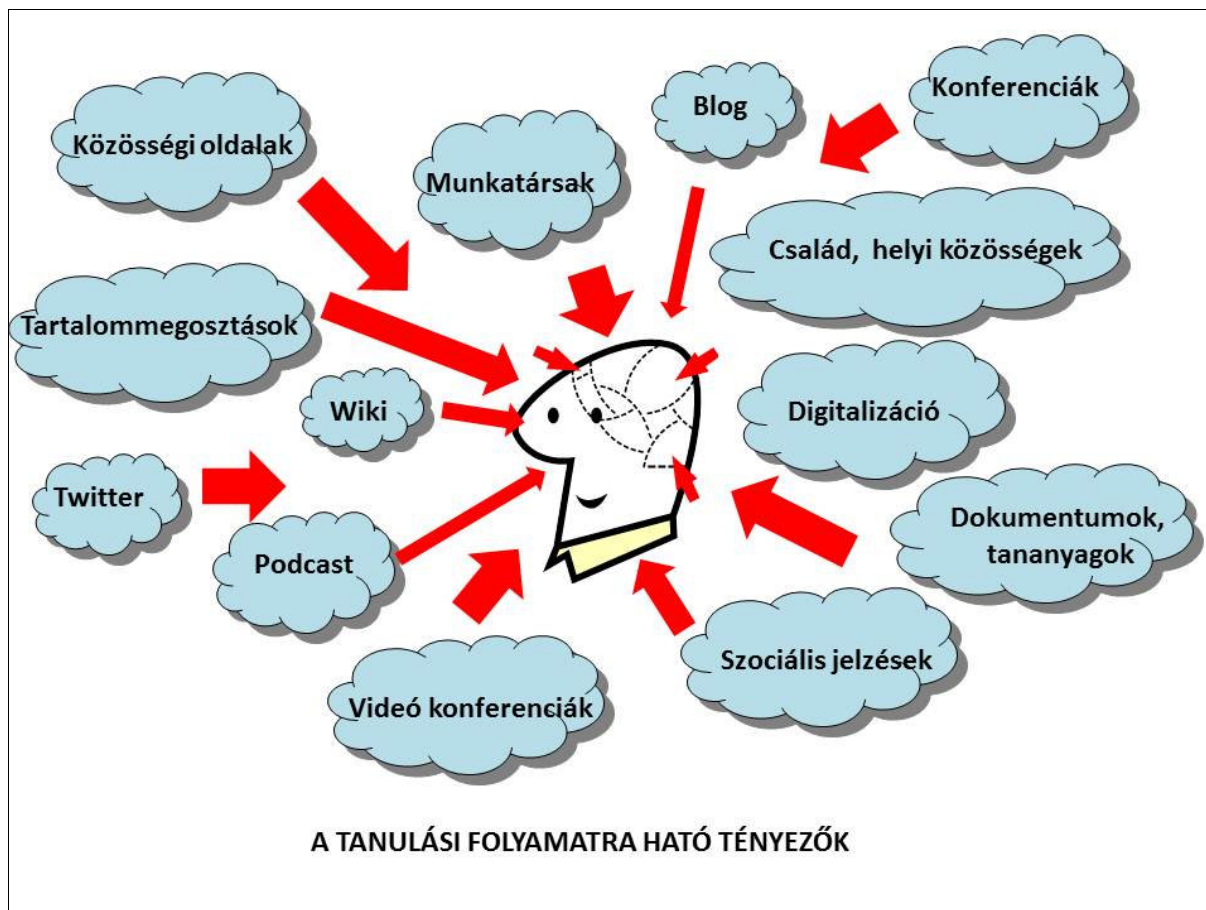 Közösségi oldalak
Munkatársak
Blog
Konferenciák
Család, helyi közösségek
Tartalommegosztások
Wiki
Digitalizáció
Twitter
Podcast
Dokumentumok,
tananyagok
Szociális jelzések
Videó konferenciák
A TANULÁSI FOLYAMATRA HATÓ TÉNYEZŐK